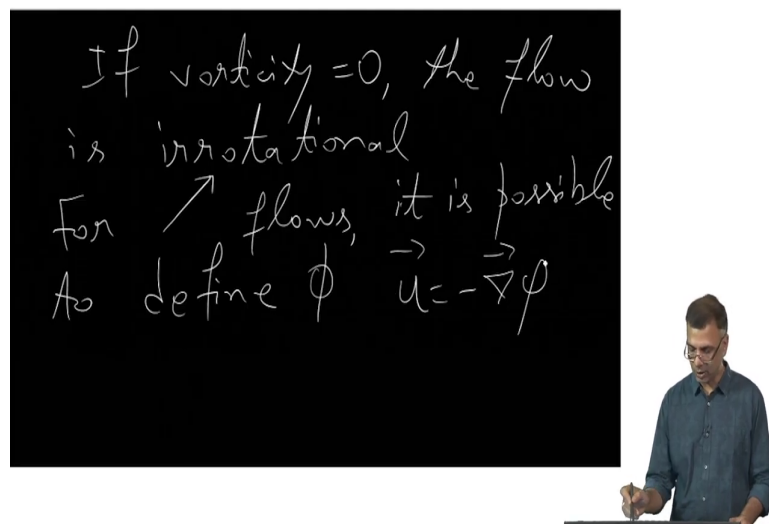 If vorticity = 0, the flow
is irrotational
For ↗ flows, it is possible
to define ϕ u⃗ = - ∇⃗φ